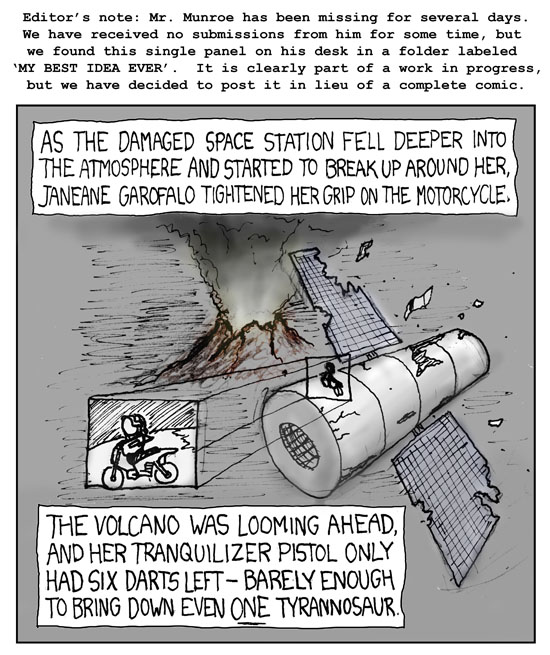 Editor's note: Mr. Munroe has been missing for several days.
We have received no submissions from him for some time, but
we found this single panel on his desk in a folder labeled
'MY BEST IDEA EVER'. It is clearly part of a work in progress,
but we have decided to post it in lieu of a complete comic.
AS THE DAMAGED SPACE STATION FELL DEEPER INTO
THE ATMOSPHERE AND STARTED TO BREAK UP AROUND HER,
JANEANE GAROFALO TIGHTENED HER GRIP ON THE MOTORCYCLE.
THE VOLCANO WAS LOOMING AHEAD,
AND HER TRANQUILIZER PISTOL ONLY
HAD SIX DARTS LEFT — BARELY ENOUGH
TO BRING DOWN EVEN ONE TYRANNOSAUR.